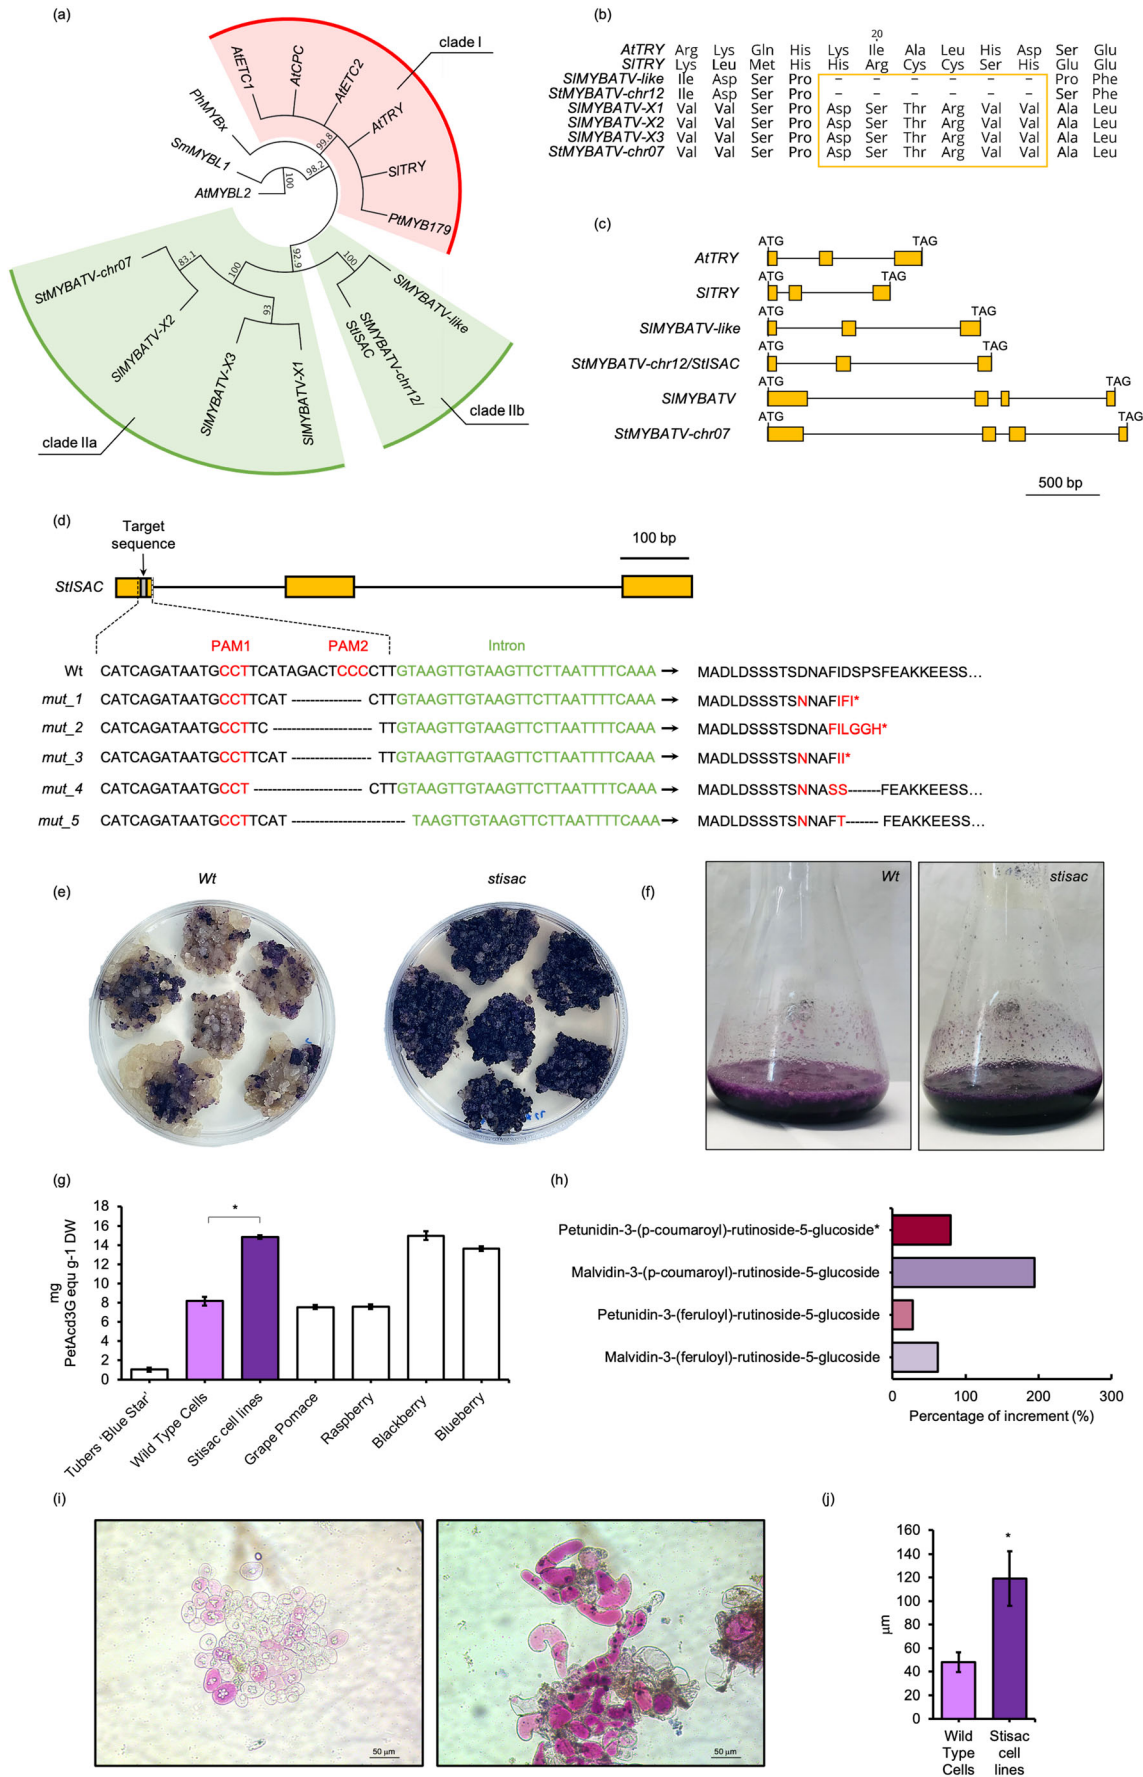 (a)
clade I
AtETC1
AtCPC
AtETC2
AtTRY
SlTRY
PtMYB179
PhMYBx
SmMYBL1
AtMYBL2
99.8
98.2
100
92.9
100
100
83.1
93
StMYBATV-chr07
SlMYBATV-X2
SlMYBATV-X3
SlMYBATV-X1
StMYBATV-chr12/
StISAC
SlMYBATV-like
clade IIa
clade IIb
(b)
20
AtTRY Arg Lys Gln His Lys Ile Ala Leu His Asp Ser Glu
SlTRY Lys Leu Met His His Arg Cys Cys Ser His Glu Glu
SlMYBATV-like Ile Asp Ser Pro – – – – – – Pro Phe
StMYBATV-chr12 Ile Asp Ser Pro – – – – – – Ser Phe
SlMYBATV-X1 Val Val Ser Pro Asp Ser Thr Arg Val Val Ala Leu
SlMYBATV-X2 Val Val Ser Pro Asp Ser Thr Arg Val Val Ala Leu
SlMYBATV-X3 Val Val Ser Pro Asp Ser Thr Arg Val Val Ala Leu
StMYBATV-chr07 Val Val Ser Pro Asp Ser Thr Arg Val Val Ala Leu
(c)
ATG TAG
AtTRY
ATG TAG
SlTRY
ATG TAG
SlMYBATV-like
ATG TAG
StMYBATV-chr12/StISAC
ATG TAG
SlMYBATV
ATG TAG
StMYBATV-chr07
500 bp
(d)
Target
sequence
100 bp
StISAC
PAM1 PAM2 Intron
Wt CATCAGATAATGCCTTCATAGACTCCCCTTGTAAGTTGTAAGTTCTTAATTTTCAAA MADLDSSSTSDNAFIDSPSFEAKKEESS...
mut_1 CATCAGATAATGCCTTCAT ---------------- CTTGTAAGTTGTAAGTTCTTAATTTTCAAA MADLDSSSTSNNAFIFI*
mut_2 CATCAGATAATGCCTTC ---------------- TTGTAAGTTGTAAGTTCTTAATTTTCAAA MADLDSSSTSDNAFILGGH*
mut_3 CATCAGATAATGCCTTCAT ---------------- TTGTAAGTTGTAAGTTCTTAATTTTCAAA MADLDSSSTSNNAFII*
mut_4 CATCAGATAATGCCT ---------------- CTTGTAAGTTGTAAGTTCTTAATTTTCAAA MADLDSSSTSNNASS-------FEAKKEESS...
mut_5 CATCAGATAATGCCTTCAT ---------------- TAAGTTGTAAGTTCTTAATTTTCAAA MADLDSSSTSNNAFT------- FEAKKEESS...
(e)
Wt
stisac
(f)
Wt
stisac
(g)
mg
PetAcd3G equ g-1 DW
18
16
14
12
10
8
6
4
2
0
*
Tubers 'Blue Star'
Wild Type Cells
Stisac cell lines
Grape Pomace
Raspberry
Blackberry
Blueberry
(h)
Petunidin-3-(p-coumaroyl)-rutinoside-5-glucoside*
Malvidin-3-(p-coumaroyl)-rutinoside-5-glucoside
Petunidin-3-(feruloyl)-rutinoside-5-glucoside
Malvidin-3-(feruloyl)-rutinoside-5-glucoside
0 100 200 300
Percentage of increment (%)
(i)
50 µm
50 µm
(j)
µm
160
140
120
100
80
60
40
20
0
*
Wild
Type
Cells
Stisac
cell
lines